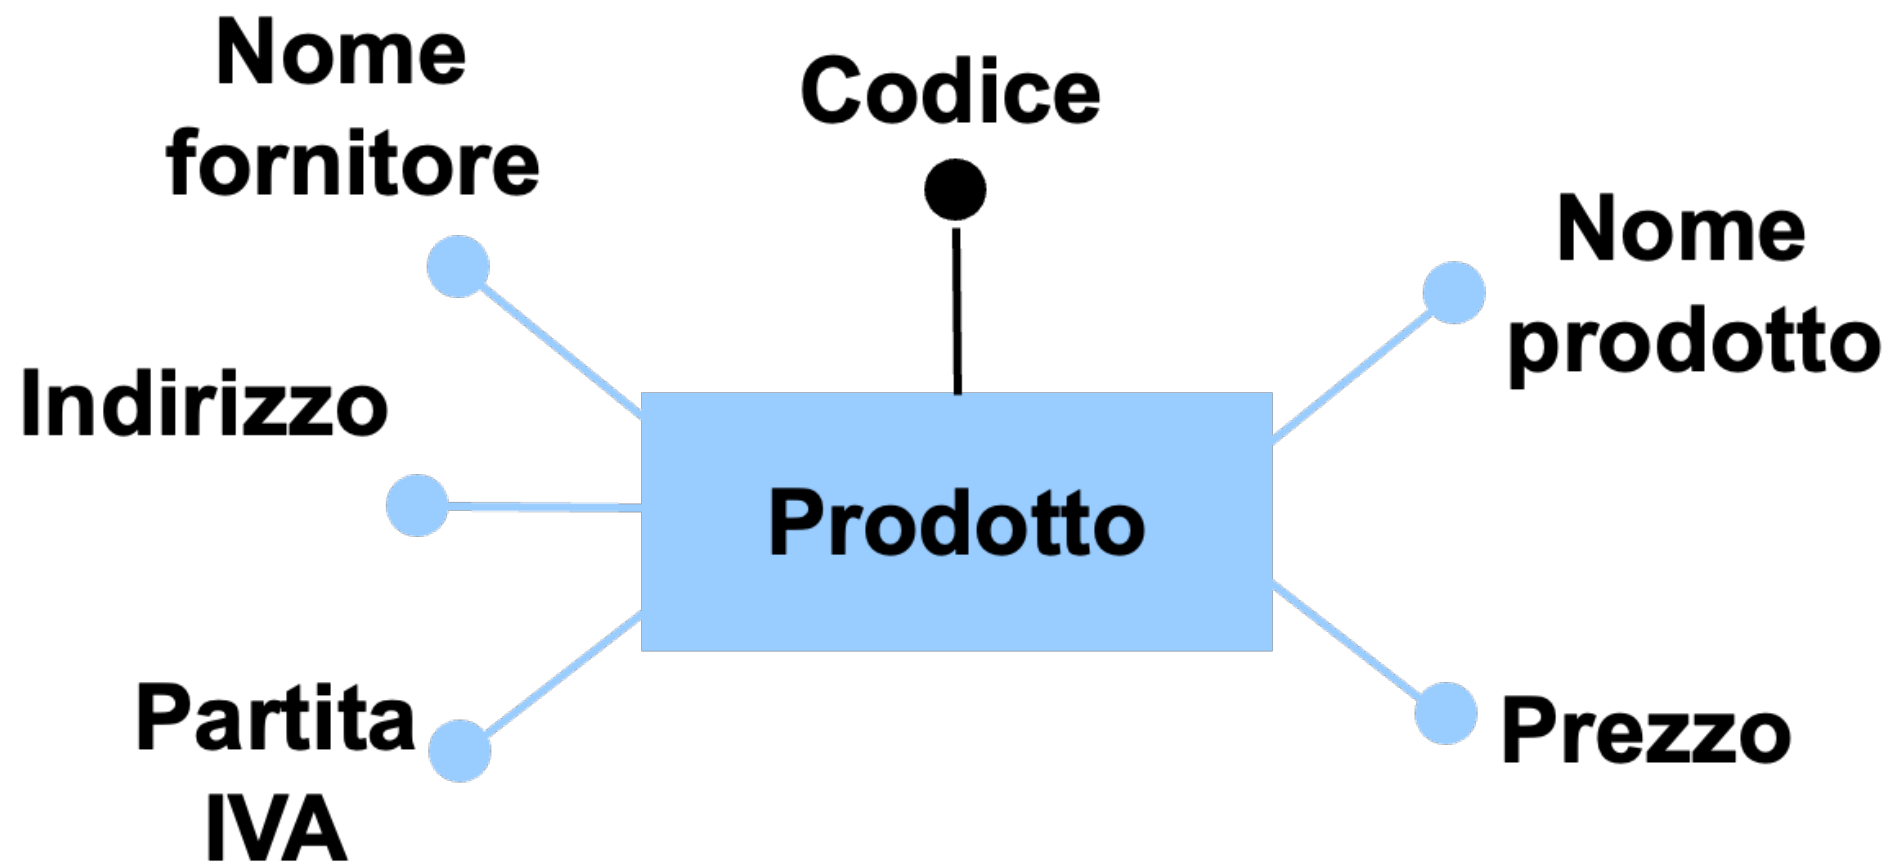 Nome
fornitore
Codice
Nome
prodotto
Indirizzo
Prodotto
Partita
IVA
Prezzo